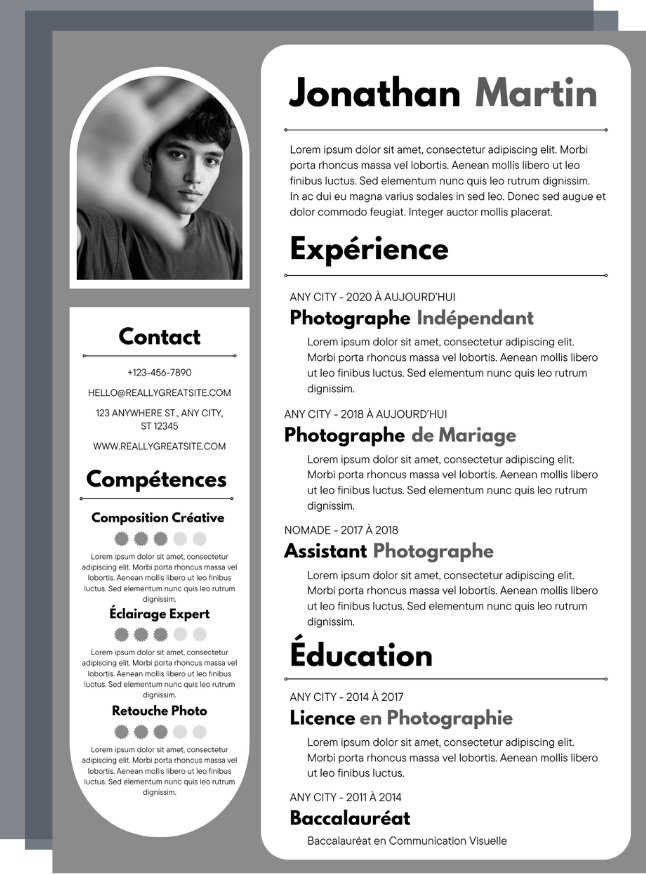 Jonathan Martin
Lorem ipsum dolor sit amet, consectetur adipiscing elit. Morbi
porta rhoncus massa vel lobortis. Aenean mollis libero ut leo
finibus luctus. Sed elementum nunc quis leo rutrum dignissim.
In ac dui eu magna varius sodales in sed leo. Donec sed augue et
dolor commodo feugiat. Integer auctor mollis placerat.
Expérience
ANY CITY - 2020 À AUJOURD'HUI
Photographe Indépendant
Lorem ipsum dolor sit amet, consectetur adipiscing elit.
Morbi porta rhoncus massa vel lobortis. Aenean mollis libero
ut leo finibus luctus. Sed elementum nunc quis leo rutrum
dignissim.
ANY CITY - 2018 À AUJOURD'HUI
Photographe de Mariage
Lorem ipsum dolor sit amet, consectetur adipiscing elit.
Morbi porta rhoncus massa vel lobortis. Aenean mollis libero
ut leo finibus luctus. Sed elementum nunc quis leo rutrum
dignissim.
NOMADE - 2017 À 2018
Assistant Photographe
Lorem ipsum dolor sit amet, consectetur adipiscing elit.
Morbi porta rhoncus massa vel lobortis. Aenean mollis libero
ut leo finibus luctus. Sed elementum nunc quis leo rutrum
dignissim.
Éducation
ANY CITY - 2014 À 2017
Licence en Photographie
Lorem ipsum dolor sit amet, consectetur adipiscing elit.
Morbi porta rhoncus massa vel lobortis. Aenean mollis libero
ut leo finibus luctus.
ANY CITY - 2011 À 2014
Baccalauréat
Baccalauréat en Communication Visuelle
Contact
+123-456-7890
HELLO@REALLYGREATSITE.COM
123 ANYWHERE ST., ANY CITY,
ST 12345
WWW.REALLYGREATSITE.COM
Compétences
Composition Créative
Lorem ipsum dolor sit amet, consectetur
adipiscing elit. Morbi porta rhoncus massa vel
lobortis. Aenean mollis libero ut leo finibus
luctus. Sed elementum nunc quis leo rutrum
dignissim.
Éclairage Expert
Lorem ipsum dolor sit amet, consectetur
adipiscing elit. Morbi porta rhoncus massa vel
lobortis. Aenean mollis libero ut leo finibus
luctus. Sed elementum nunc quis leo rutrum
dignissim.
Retouche Photo
Lorem ipsum dolor sit amet, consectetur
adipiscing elit. Morbi porta rhoncus massa vel
lobortis. Aenean mollis libero ut leo finibus
luctus. Sed elementum nunc quis leo rutrum
dignissim.